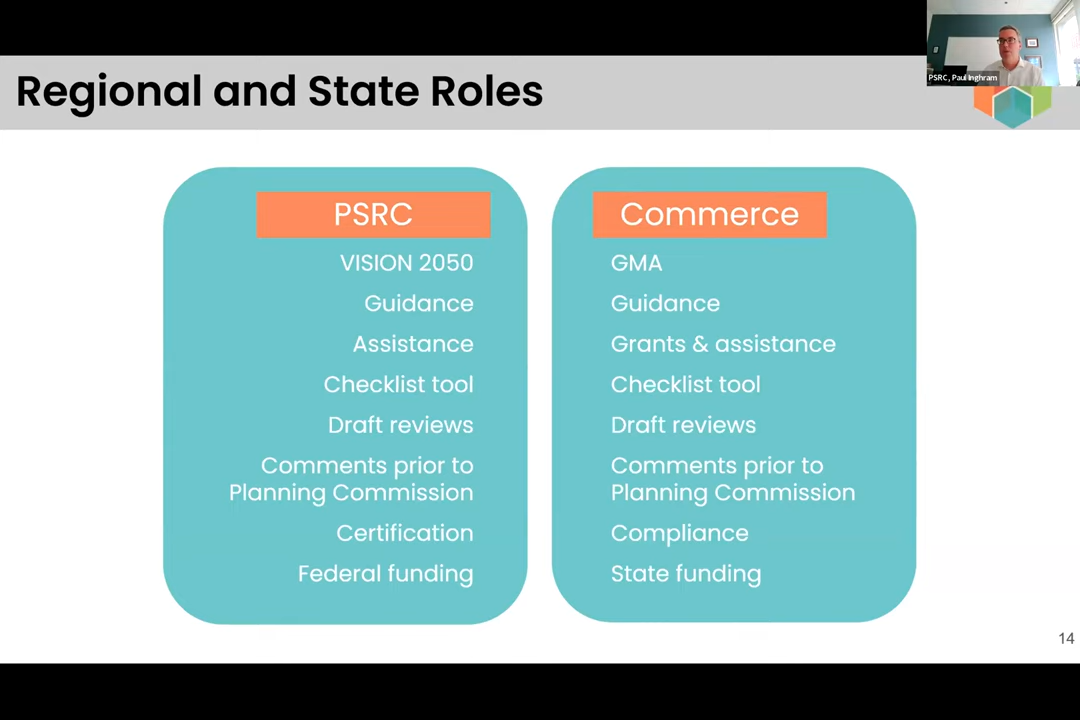 Regional and State Roles
PSRC, Paul Inghram
PSRC
VISION 2050
Guidance
Assistance
Checklist tool
Draft reviews
Comments prior to
Planning Commission
Certification
Federal funding
Commerce
GMA
Guidance
Grants & assistance
Checklist tool
Draft reviews
Comments prior to
Planning Commission
Compliance
State funding
14